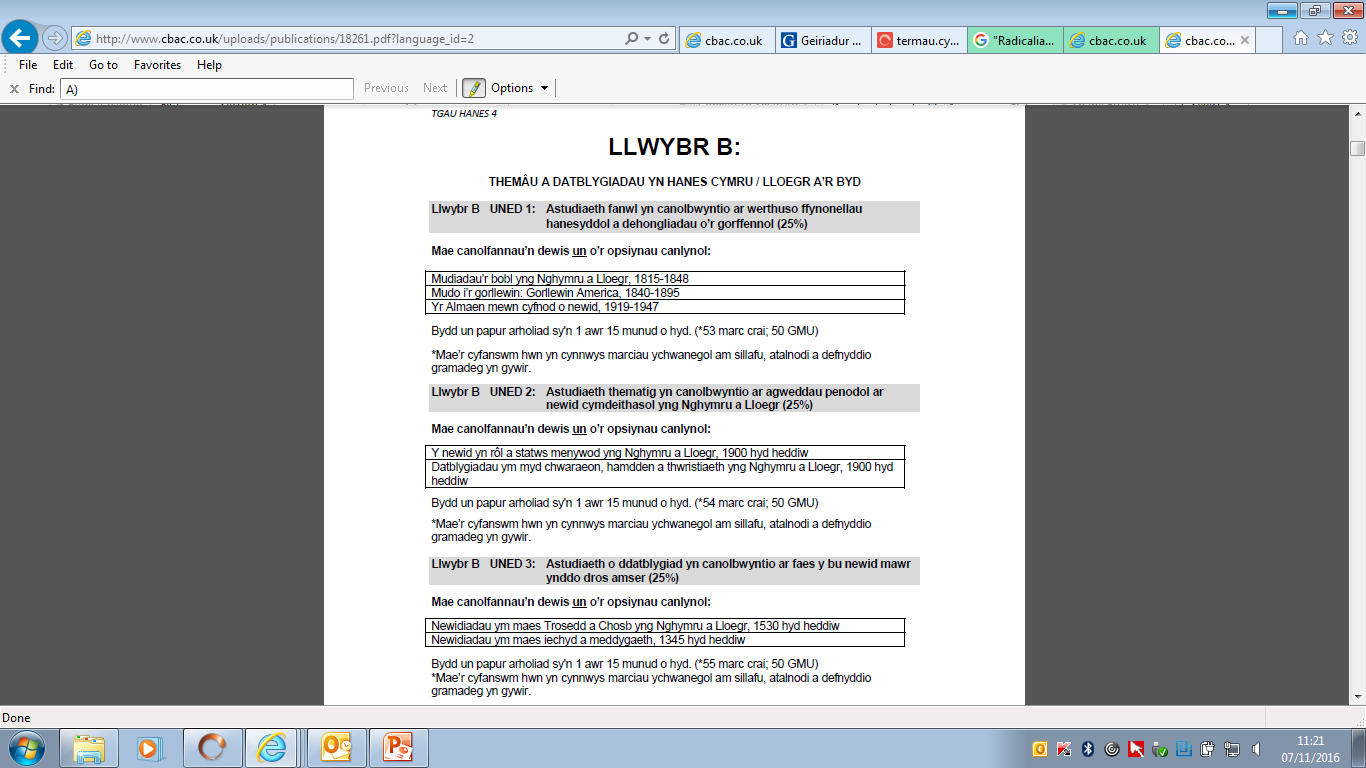 http://www.cbac.co.uk/uploads/publications/18261.pdf?language_id=2
cbac.co.uk
Geiriadur ...
termau.cy...
"Radicalia...
cbac.co.uk
cbac.co...
File Edit Go to Favorites Help
Find: A) Previous Next Options
TGAU HANES 4
LLWYBR B:
THEMÂU A DATBLYGIADAU YN HANES CYMRU / LLOEGR A'R BYD
Llwybr B UNED 1: Astudiaeth fanwl yn canolbwyntio ar werthuso ffynonellau
hanesyddol a dehongliadau o'r gorffennol (25%)
Mae canolfannau'n dewis un o'r opsiynau canlynol:
Mudiadau'r bobl yng Nghymru a Lloegr, 1815-1848
Mudo i'r gorllewin: Gorllewin America, 1840-1895
Yr Almaen mewn cyfnod o newid, 1919-1947
Bydd un papur arholiad sy'n 1 awr 15 munud o hyd. (*53 marc crai; 50 GMU)
*Mae'r cyfanswm hwn yn cynnwys marciau ychwanegol am sillafu, atalnodi a defnyddio
gramadeg yn gywir.
Llwybr B UNED 2: Astudiaeth thematig yn canolbwyntio ar agweddau penodol ar
newid cymdeithasol yng Nghymru a Lloegr (25%)
Mae canolfannau'n dewis un o'r opsiynau canlynol:
Y newid yn rôl a statws menywod yng Nghymru a Lloegr, 1900 hyd heddiw
Datblygiadau ym myd chwaraeon, hamdden a thwristiaeth yng Nghymru a Lloegr, 1900 hyd
heddiw
Bydd un papur arholiad sy'n 1 awr 15 munud o hyd. (*54 marc crai; 50 GMU)
*Mae'r cyfanswm hwn yn cynnwys marciau ychwanegol am sillafu, atalnodi a defnyddio
gramadeg yn gywir.
Llwybr B UNED 3: Astudiaeth o ddatblygiad yn canolbwyntio ar faes y bu newid mawr
ynddo dros amser (25%)
Mae canolfannau'n dewis un o'r opsiynau canlynol:
Newidiadau ym maes Trosedd a Chosb yng Nghymru a Lloegr, 1530 hyd heddiw
Newidiadau ym maes iechyd a meddygaeth, 1345 hyd heddiw
Bydd un papur arholiad sy'n 1 awr 15 munud o hyd. (*55 marc crai; 50 GMU)
*Mae'r cyfanswm hwn yn cynnwys marciau ychwanegol am sillafu, atalnodi a defnyddio
gramadeg yn gywir.
Done
11:21
07/11/2016